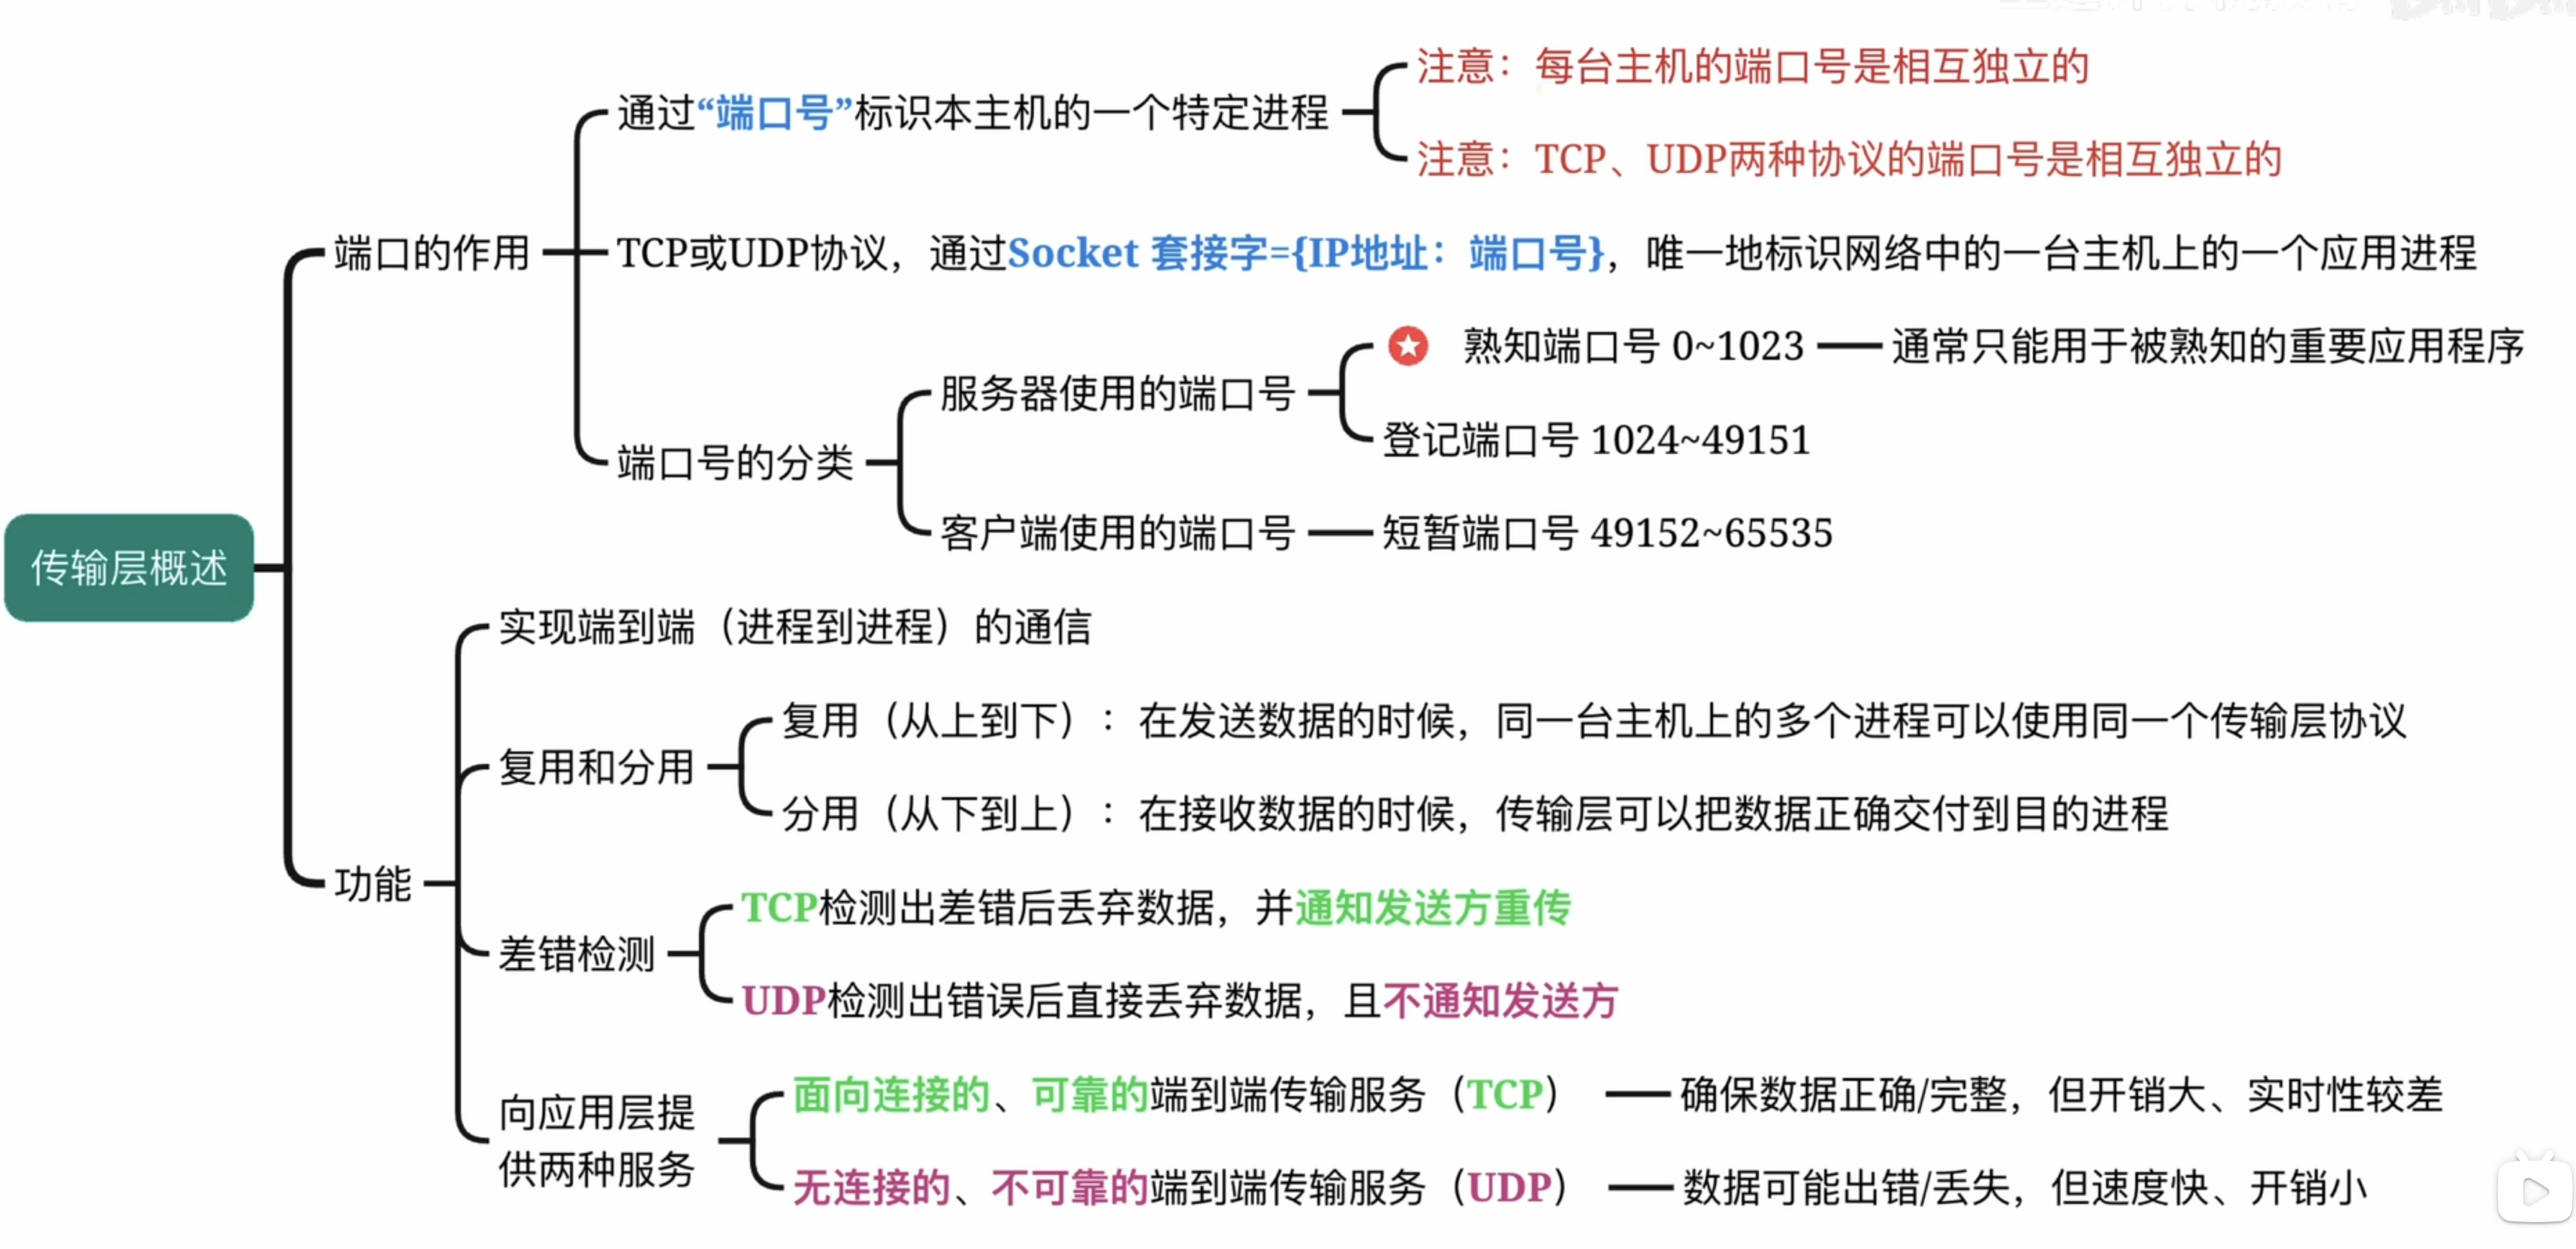 注意：每台主机的端口号是相互独立的
通过“端口号”标识本主机的一个特定进程
注意：TCP、UDP两种协议的端口号是相互独立的
端口的作用
TCP或UDP协议，通过Socket 套接字={IP地址：端口号}，唯一地标识网络中的一台主机上的一个应用进程
熟知端口号 0~1023
通常只能用于被熟知的重要应用程序
服务器使用的端口号
登记端口号 1024~49151
端口号的分类
客户端使用的端口号
短暂端口号 49152~65535
传输层概述
实现端到端（进程到进程）的通信
复用（从上到下）：在发送数据的时候，同一台主机上的多个进程可以使用同一个传输层协议
复用和分用
分用（从下到上）：在接收数据的时候，传输层可以把数据正确交付到目的进程
功能
TCP检测出差错后丢弃数据，并通知发送方重传
差错检测
UDP检测出错误后直接丢弃数据，且不通知发送方
向应用层提
供两种服务
面向连接的、可靠的端到端传输服务（TCP）
确保数据正确/完整，但开销大、实时性较差
无连接的、不可靠的端到端传输服务（UDP）
数据可能出错/丢失，但速度快、开销小